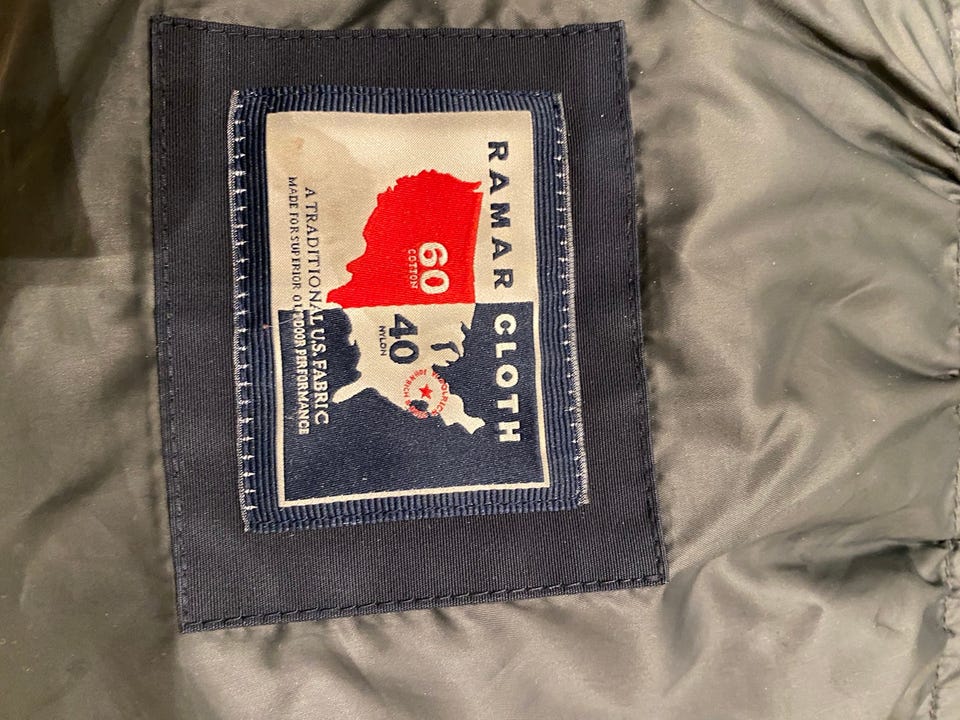 RAMAR CLOTH
60
COTTON
40
NYLON
A TRADITIONAL U.S. FABRIC
MADE FOR SUPERIOR OUTDOOR PERFORMANCE